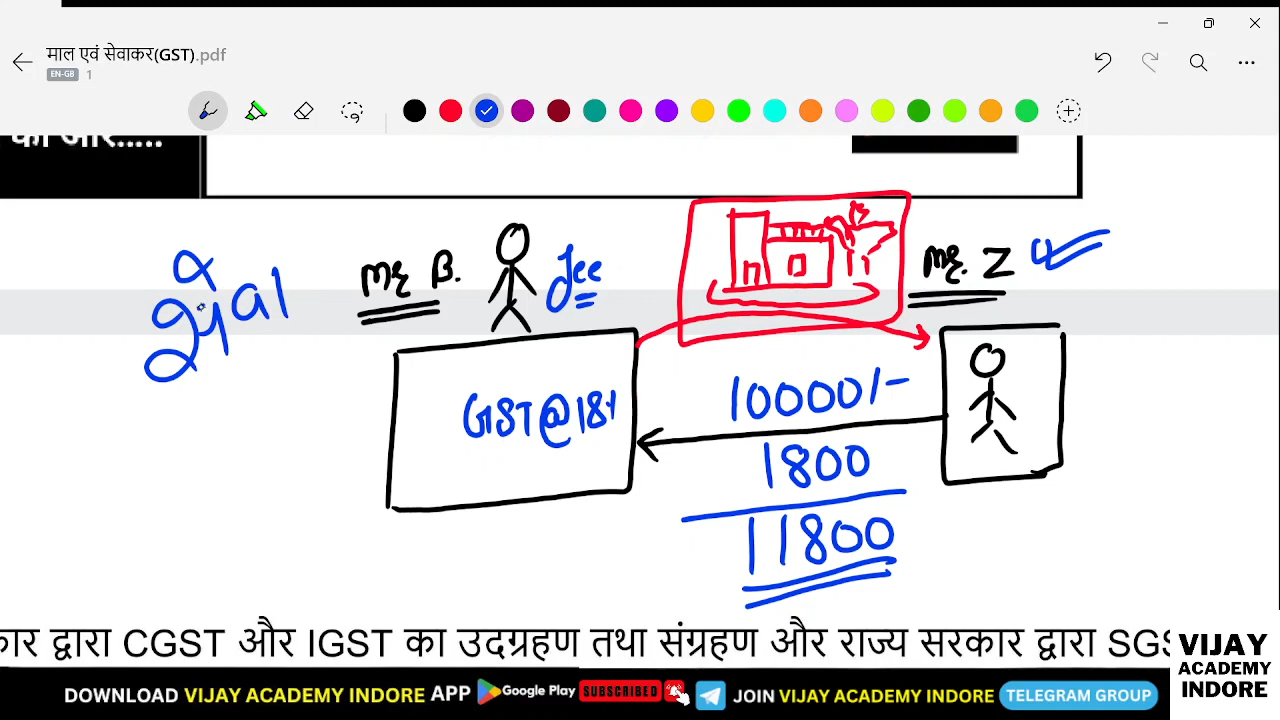 माल एवं सेवाकर(GST).pdf
EN-GB 1
का और.....
Mr B.
Mr. Z
GST@18%
10000/-
1800
11800
कार द्वारा CGST और IGST का उदग्रहण तथा संग्रहण और राज्य सरकार द्वारा SGS
VIJAY
ACADEMY
INDORE
DOWNLOAD VIJAY ACADEMY INDORE APP Google Play SUBSCRIBED JOIN VIJAY ACADEMY INDORE TELEGRAM GROUP